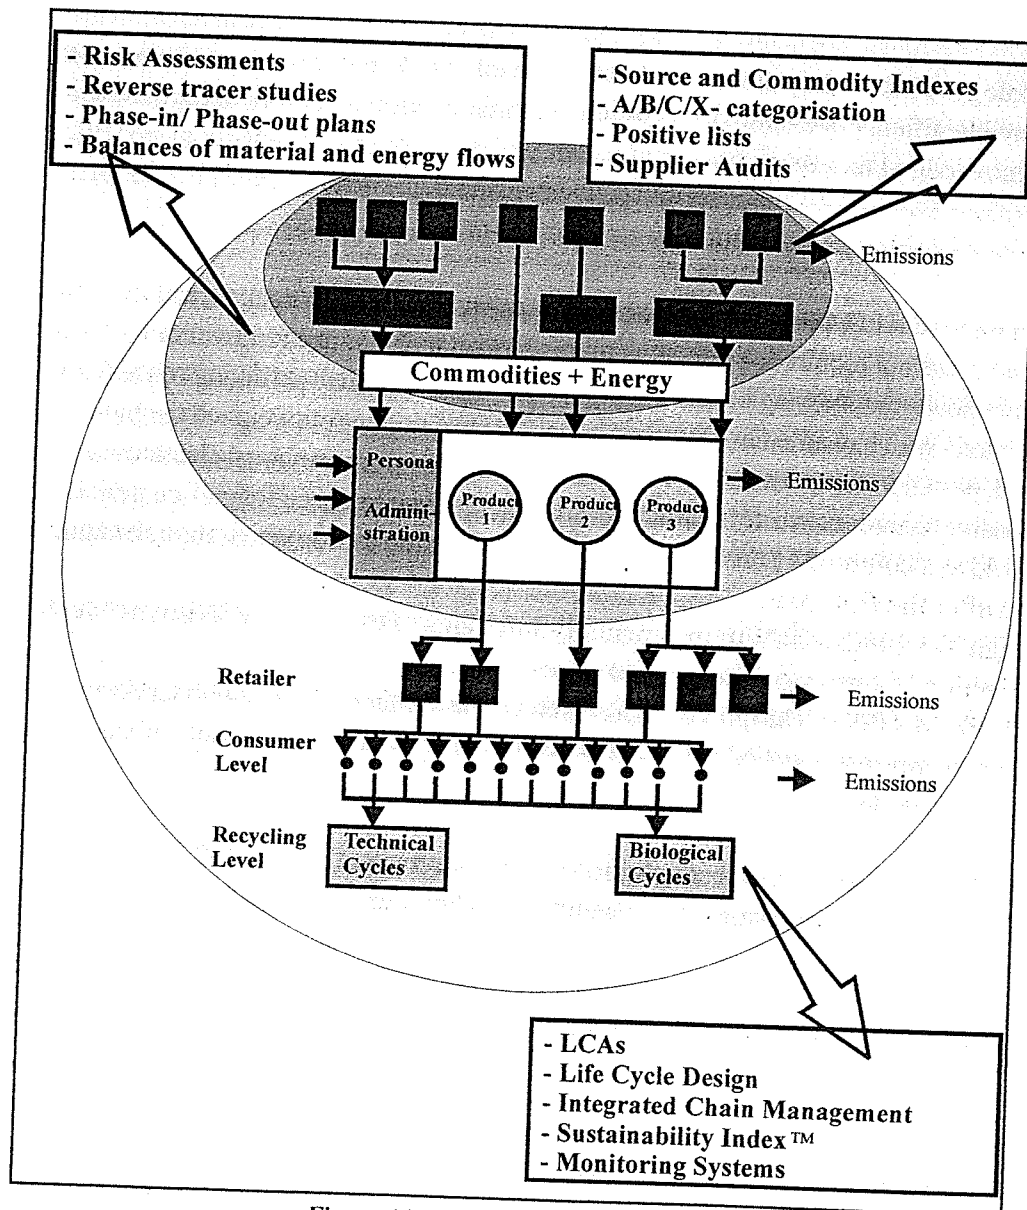 - Risk Assessments
- Reverse tracer studies
- Phase-in/ Phase-out plans
- Balances of material and energy flows
- Source and Commodity Indexes
- A/B/C/X- categorisation
- Positive lists
- Supplier Audits
Emissions
Commodities + Energy
Persona
Admini-
stration
Produc
1
Produc
2
Produc
3
Emissions
Retailer
Emissions
Consumer
Level
Emissions
Recycling
Level
Technical
Cycles
Biological
Cycles
- LCAs
- Life Cycle Design
- Integrated Chain Management
- Sustainability Index™
- Monitoring Systems